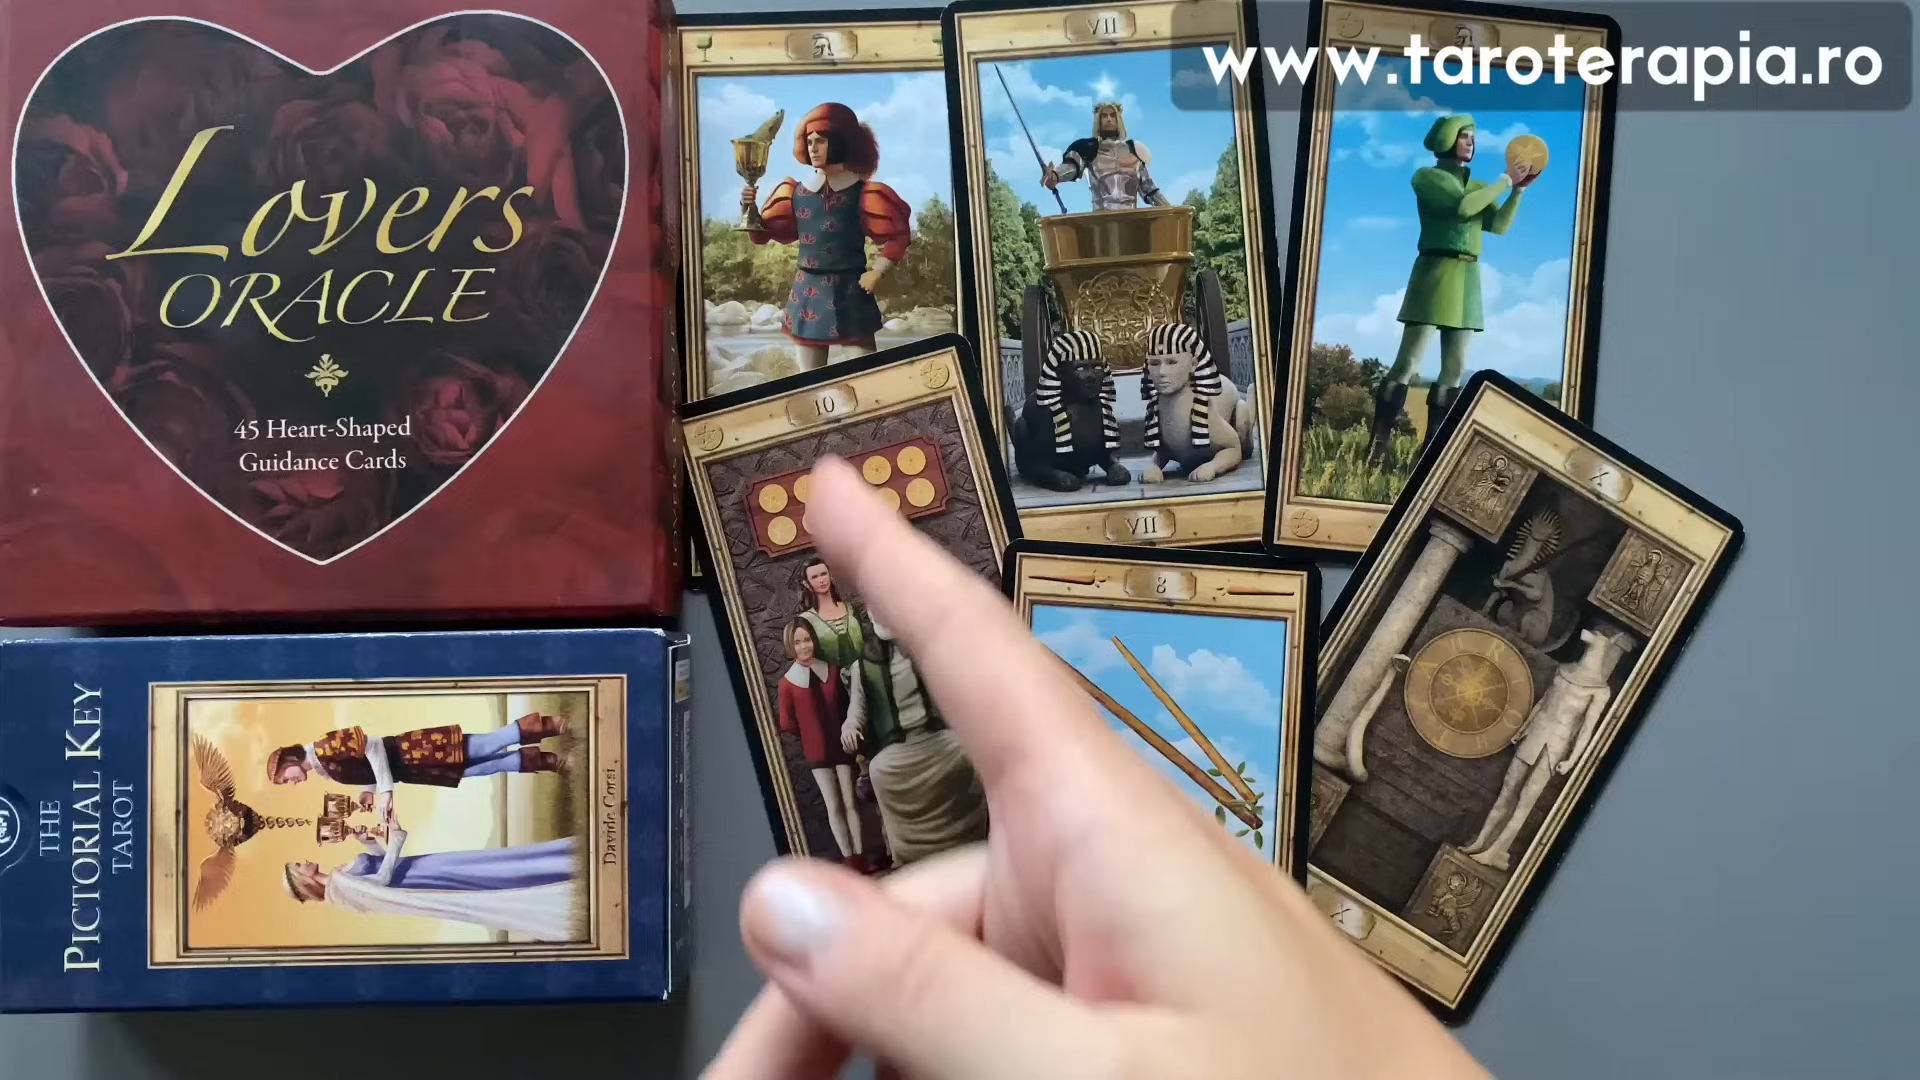 www.taroterapia.ro
Lovers
ORACLE
45 Heart-Shaped
Guidance Cards
THE
PICTORIAL KEY
TAROT
Davide Corsi
VII
VII
10
8
X
X